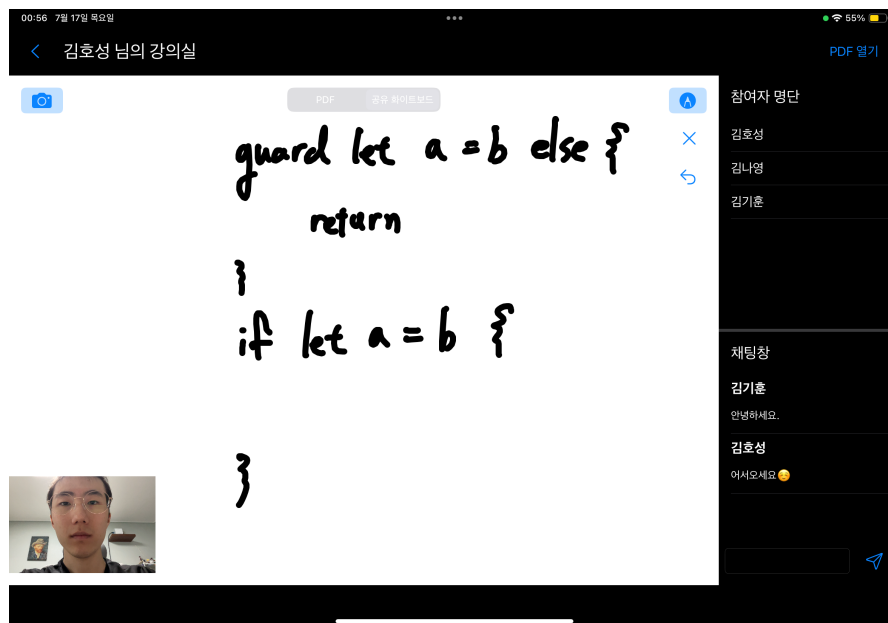 00:56 7월 17일 목요일
55%
김호성 님의 강의실
PDF 열기
PDF 공유 화이트보드
guard let a = b else {
return
}
if let a = b {
}
참여자 명단
김호성
김나영
김기훈
채팅창
김기훈
안녕하세요.
김호성
어서오세요☺️